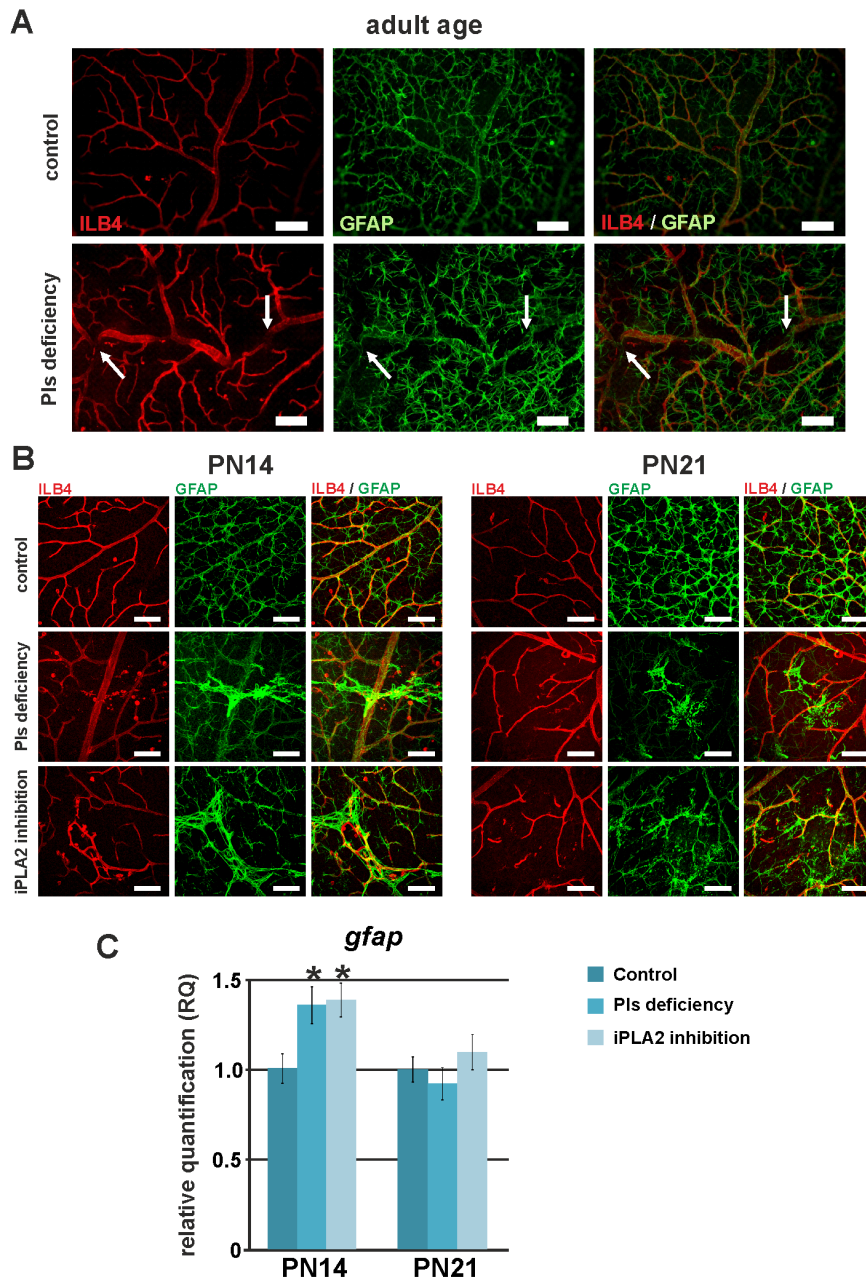 A
adult age
control
ILB4
GFAP
ILB4 / GFAP
Pls deficiency
B
PN14
PN21
ILB4
GFAP
ILB4 / GFAP
ILB4
GFAP
ILB4 / GFAP
control
Pls deficiency
iPLA2 inhibition
C
gfap
relative quantification (RQ)
1.5
1.0
0.5
0
* *
PN14
PN21
Control
Pls deficiency
iPLA2 inhibition